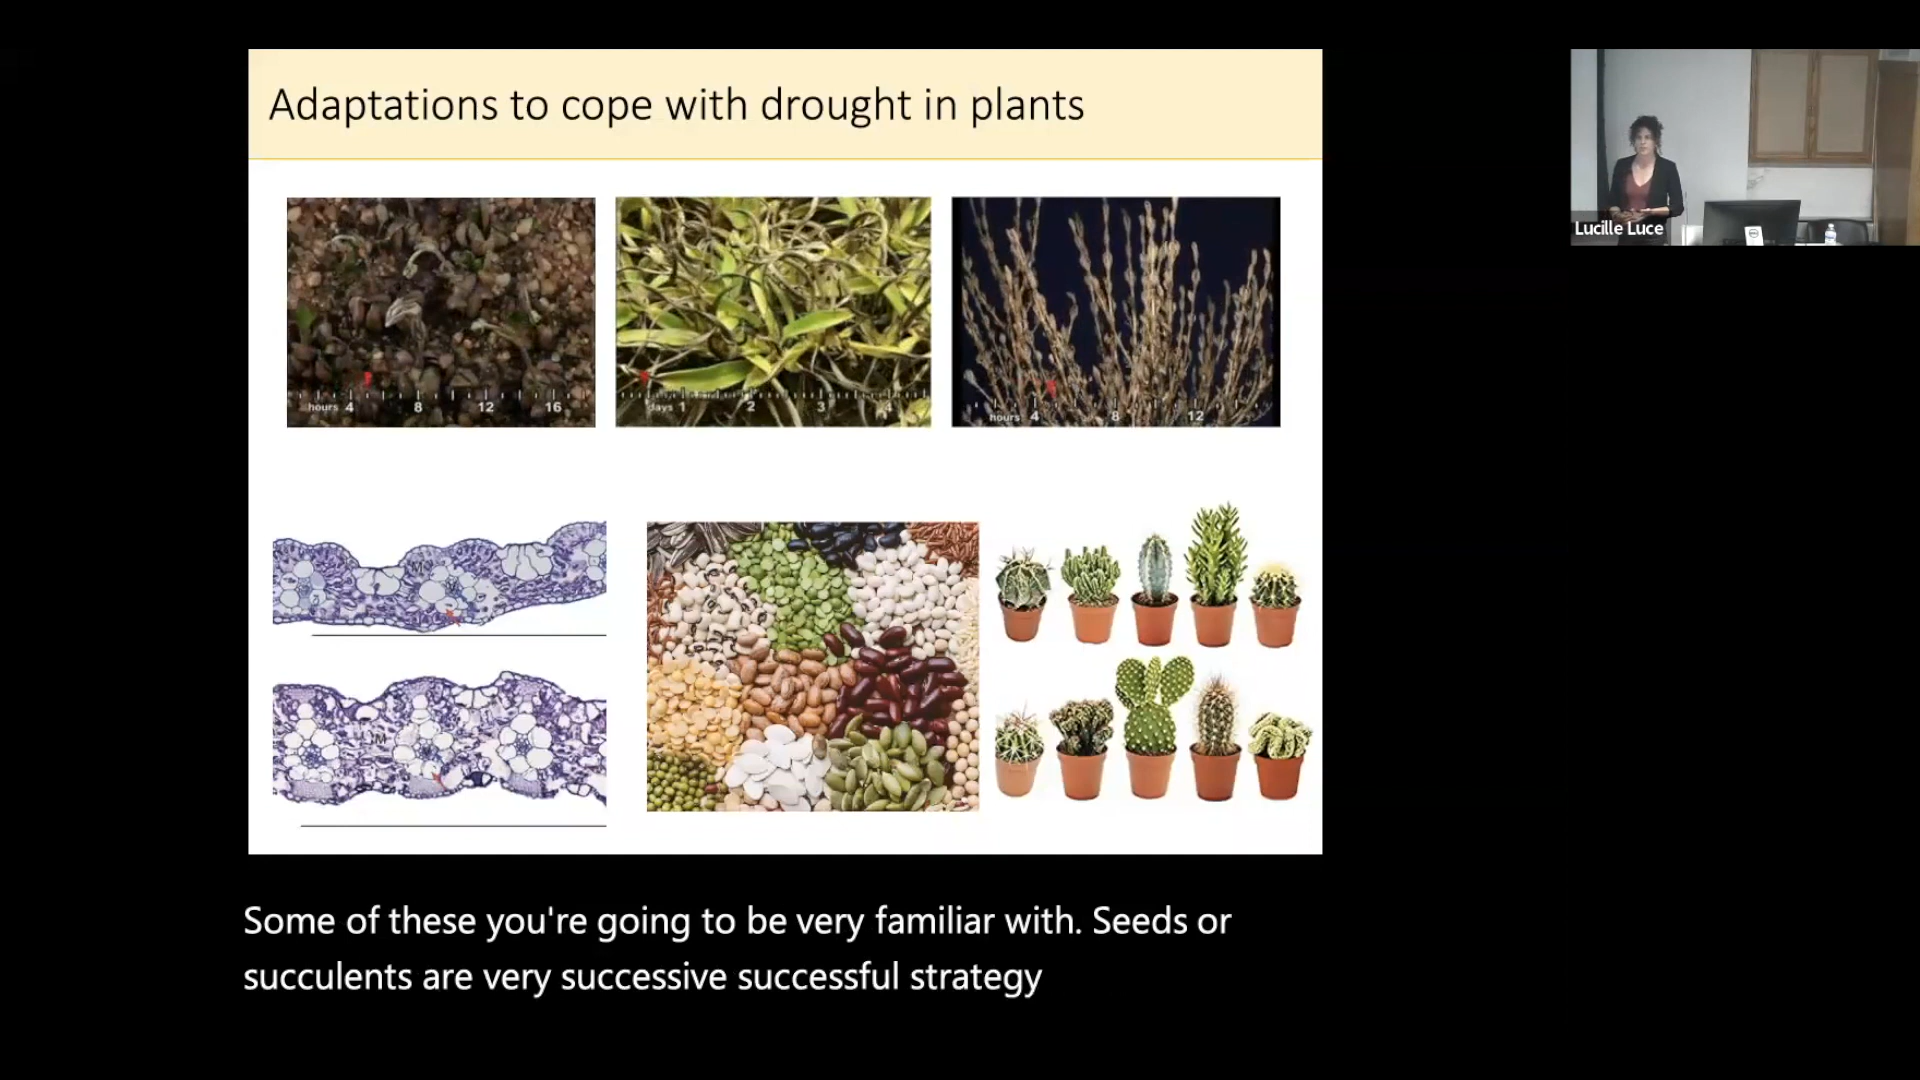 Adaptations to cope with drought in plants
Lucille Luce
hours 4 8 12 16
days 1 2 3 4
hours 4 8 12
M
M
Some of these you're going to be very familiar with. Seeds or
succulents are very successive successful strategy